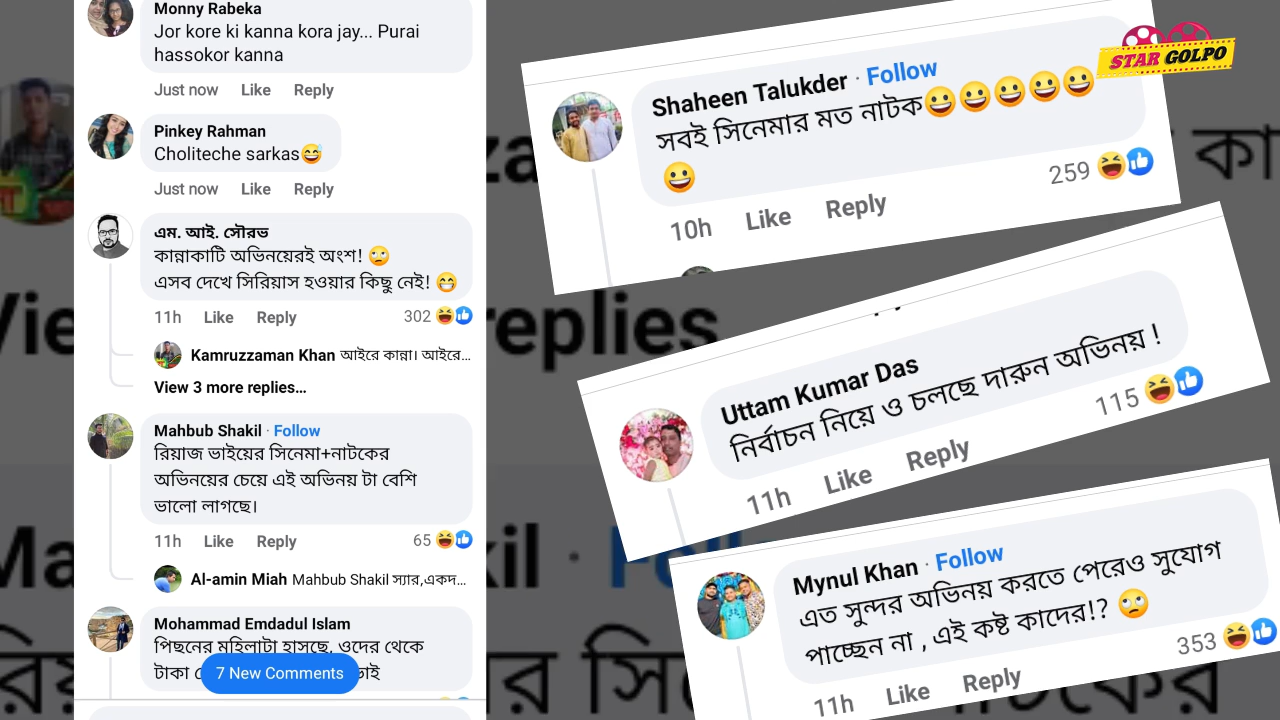 Monny Rabeka
Jor kore ki kanna kora jay... Purai
hassokor kanna
Just now Like Reply
Pinkey Rahman
Choliteche sarkas😅
Just now Like Reply
এম. আই. সৌরভ
কান্নাকাটি অভিনয়েরই অংশ! 🙄
এসব দেখে সিরিয়াস হওয়ার কিছু নেই! 😁
11h Like Reply 302
Kamruzzaman Khan আইরে কান্না। আইরে...
View 3 more replies...
Mahbub Shakil · Follow
রিয়াজ ভাইয়ের সিনেমা+নাটকের
অভিনয়ের চেয়ে এই অভিনয় টা বেশি
ভালো লাগছে।
11h Like Reply 65
Al-amin Miah Mahbub Shakil স্যার,একদ...
Mohammad Emdadul Islam
পিছনের মহিলাটা হাসছে, ওদের থেকে
টাকা
7 New Comments
STAR GOLPO
Shaheen Talukder · Follow
সবই সিনেমার মত নাটক😀😀😀😀😀
😀
10h Like Reply 259
Uttam Kumar Das
নির্বাচন নিয়ে ও চলছে দারুন অভিনয় !
11h Like Reply 115
Mynul Khan · Follow
এত সুন্দর অভিনয় করতে পেরেও সুযোগ
পাচ্ছেন না , এই কষ্ট কাদের!? 🙄
11h Like Reply 353
replies